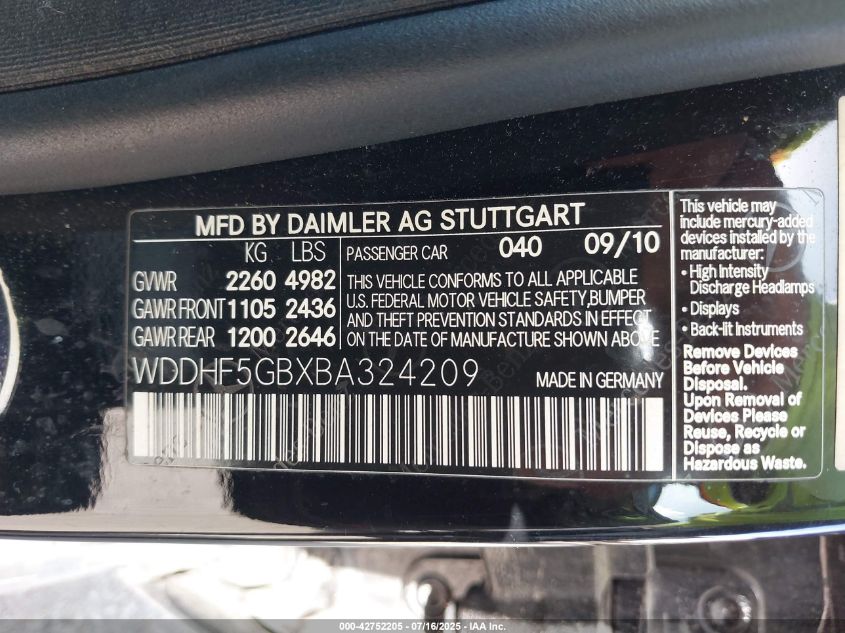 MFD BY DAIMLER AG STUTTGART
KG LBS
GVWR 2260 4982
GAWR FRONT 1105 2436
GAWR REAR 1200 2646
PASSENGER CAR 040 09/10
THIS VEHICLE CONFORMS TO ALL APPLICABLE
U.S. FEDERAL MOTOR VEHICLE SAFETY,BUMPER
AND THEFT PREVENTION STANDARDS IN EFFECT
ON THE DATE OF MANUFACTURE SHOWN ABOVE
WDDHF5GBXBA324209 MADE IN GERMANY
This vehicle may
include mercury-added
devices installed by the
manufacturer:
• High Intensity
Discharge Headlamps
• Displays
• Back-lit Instruments
Remove Devices
Before Vehicle
Disposal.
Upon Removal of
Devices Please
Reuse, Recycle or
Dispose as
Hazardous Waste.
000-42752205 - 07/16/2025 - IAA Inc.